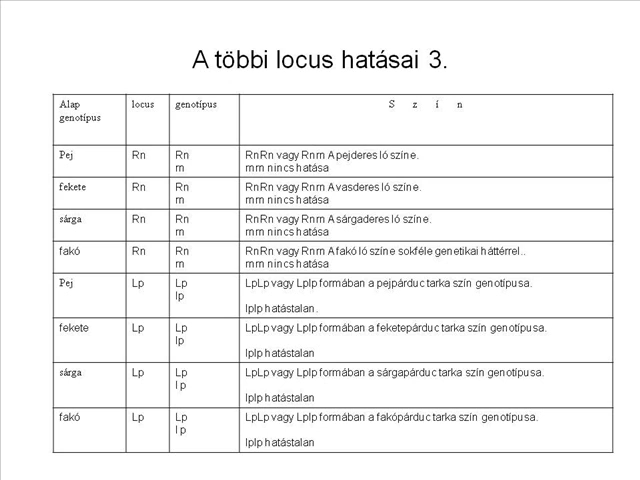 A többi locus hatásai 3.
Alap genotípus locus genotípus S z í n
Pej Rn Rn RnRn vagy Rnrn A pejderes ló színe.
rn rnrn nincs hatása
fekete Rn Rn RnRn vagy Rnrn A vasderes ló színe.
rn rnrn nincs hatása
sárga Rn Rn RnRn vagy Rnrn A sárgaderes ló színe.
rn rnrn nincs hatása
fakó Rn Rn RnRn vagy Rnrn A fakó ló színe sokféle genetikai háttérrel..
rn rnrn nincs hatása
Pej Lp Lp LpLp vagy Lplp formában a pejpárduc tarka szín genotípusa.
lp
lplp hatástalan.
fekete Lp Lp LpLp vagy Lplp formában a feketepárduc tarka szín genotípusa.
lp
lplp hatástalan
sárga Lp Lp LpLp vagy Lplp formában a sárgapárduc tarka szín genotípusa.
l p
lplp hatástalan
fakó Lp Lp LpLp vagy Lplp formában a fakópárduc tarka szín genotípusa.
l p
lplp hatástalan